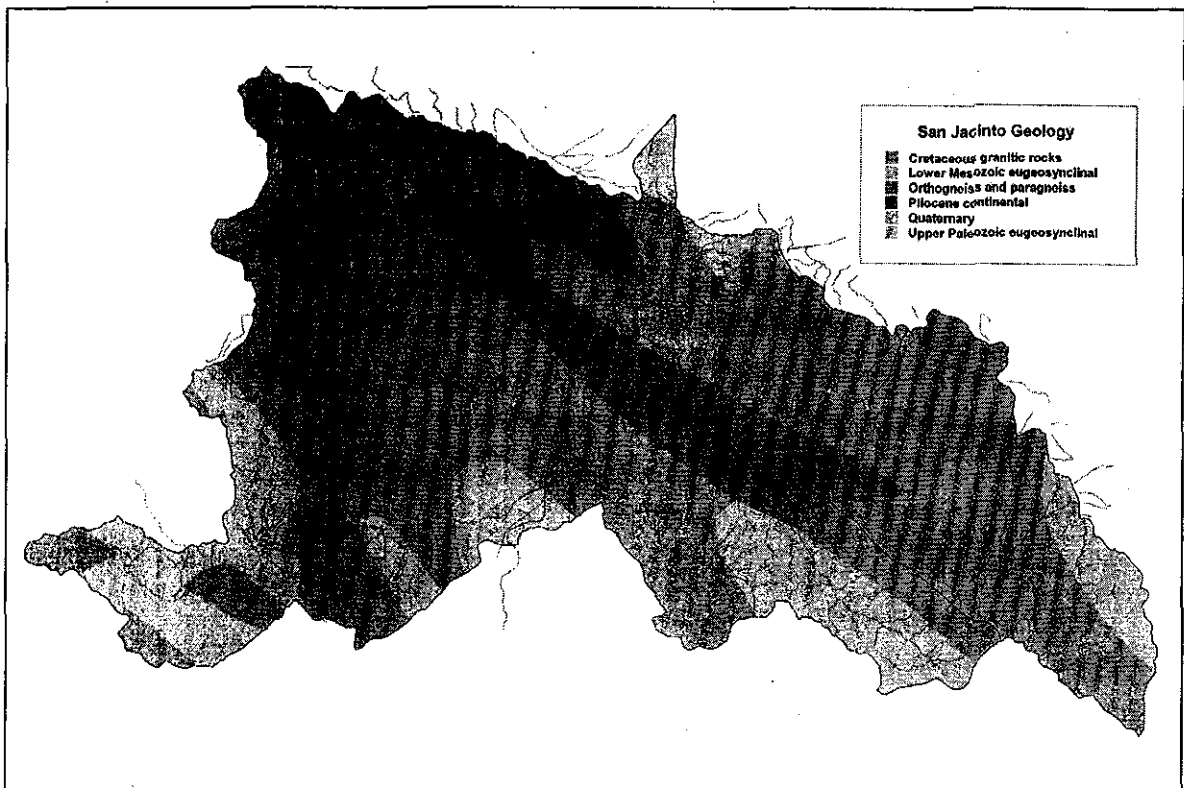 San Jacinto Geology
Cretaceous granitic rocks
Lower Mesozoic eugeosynclinal
Orthogneiss and paragneiss
Pliocene continental
Quaternary
Upper Paleozoic eugeosynclinal